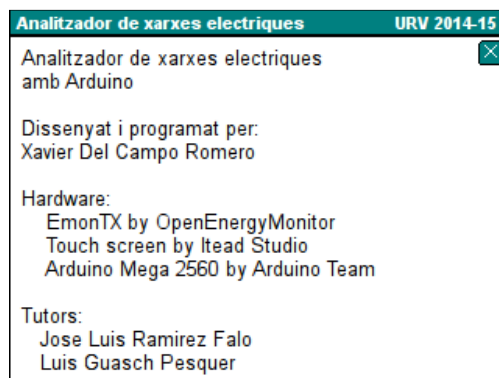 Analitzador de xarxes electriques URV 2014-15
Analitzador de xarxes electriques
amb Arduino
Dissenyat i programat per:
Xavier Del Campo Romero
Hardware:
EmonTX by OpenEnergyMonitor
Touch screen by Itead Studio
Arduino Mega 2560 by Arduino Team
Tutors:
Jose Luis Ramirez Falo
Luis Guasch Pesquer